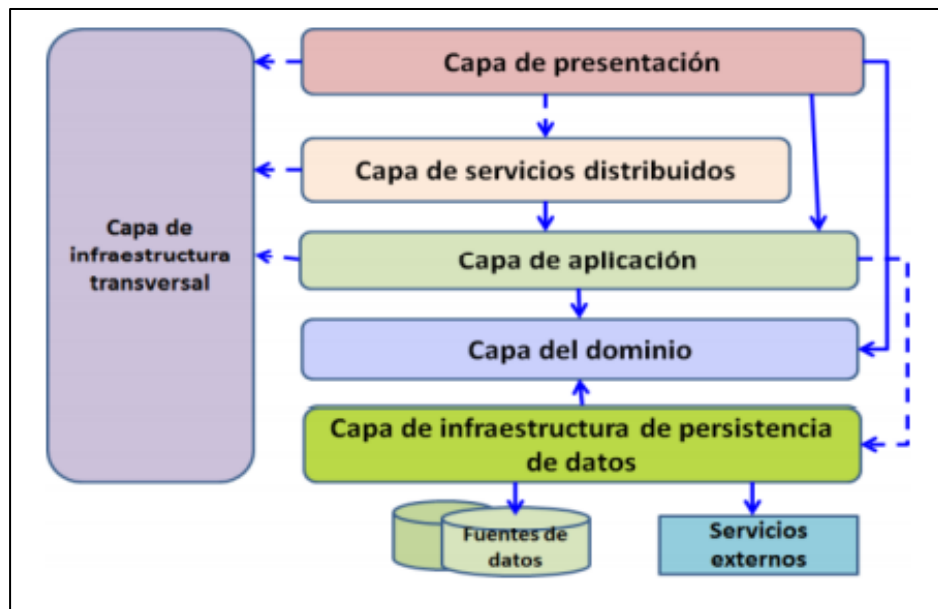 Capa de presentación
Capa de servicios distribuidos
Capa de
infraestructura
transversal
Capa de aplicación
Capa del dominio
Capa de infraestructura de persistencia
de datos
Fuentes de
datos
Servicios
externos